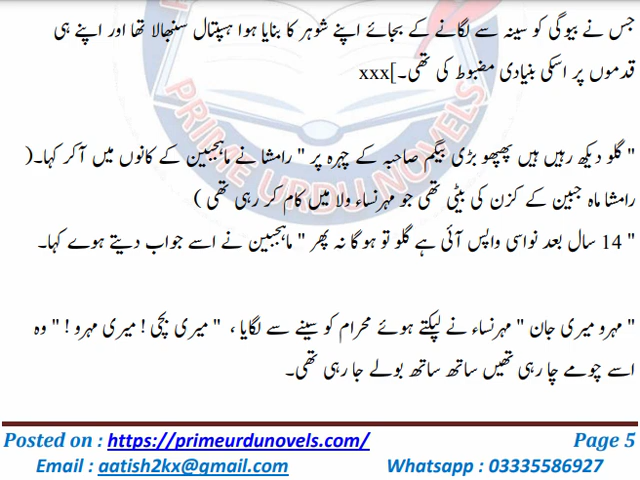 جس نے بیوگی کو سینہ سے لگانے کے بجائے اپنے شوہر کا بنایا ہوا ہسپتال سنبھالا تھا اور اپنے ہی
قدموں پر اسکی بنیادی مضبوط کی تھی۔]xxx
" گلو دیکھ رہیں ہیں پھپھو بڑی بیگم صاحبہ کے چہرہ پر " رامشا نے ماہجبین کے کانوں میں آکر کہا۔(
رامشا ماہ جبین کے کزن کی بیٹی تھی جو مہرنساء ولا میں کام کر رہی تھی )
" 14 سال بعد نواسی واپس آئی ہے گلو تو ہو گا نہ پھر " ماہجبین نے اسے جواب دیتے ہوے کہا۔
" مہرو میری جان " مہرنساء نے لپکتے ہوئے محرام کو سینے سے لگایا ، " میری بچی ! میری مہرو ! " وہ
اسے چومے جا رہی تھیں ساتھ ساتھ بولے جا رہی تھی۔
PRIME URDU NOVELS
Posted on : https://primeurdunovels.com/ Page 5
Email : aatish2kx@gmail.com Whatsapp : 03335586927